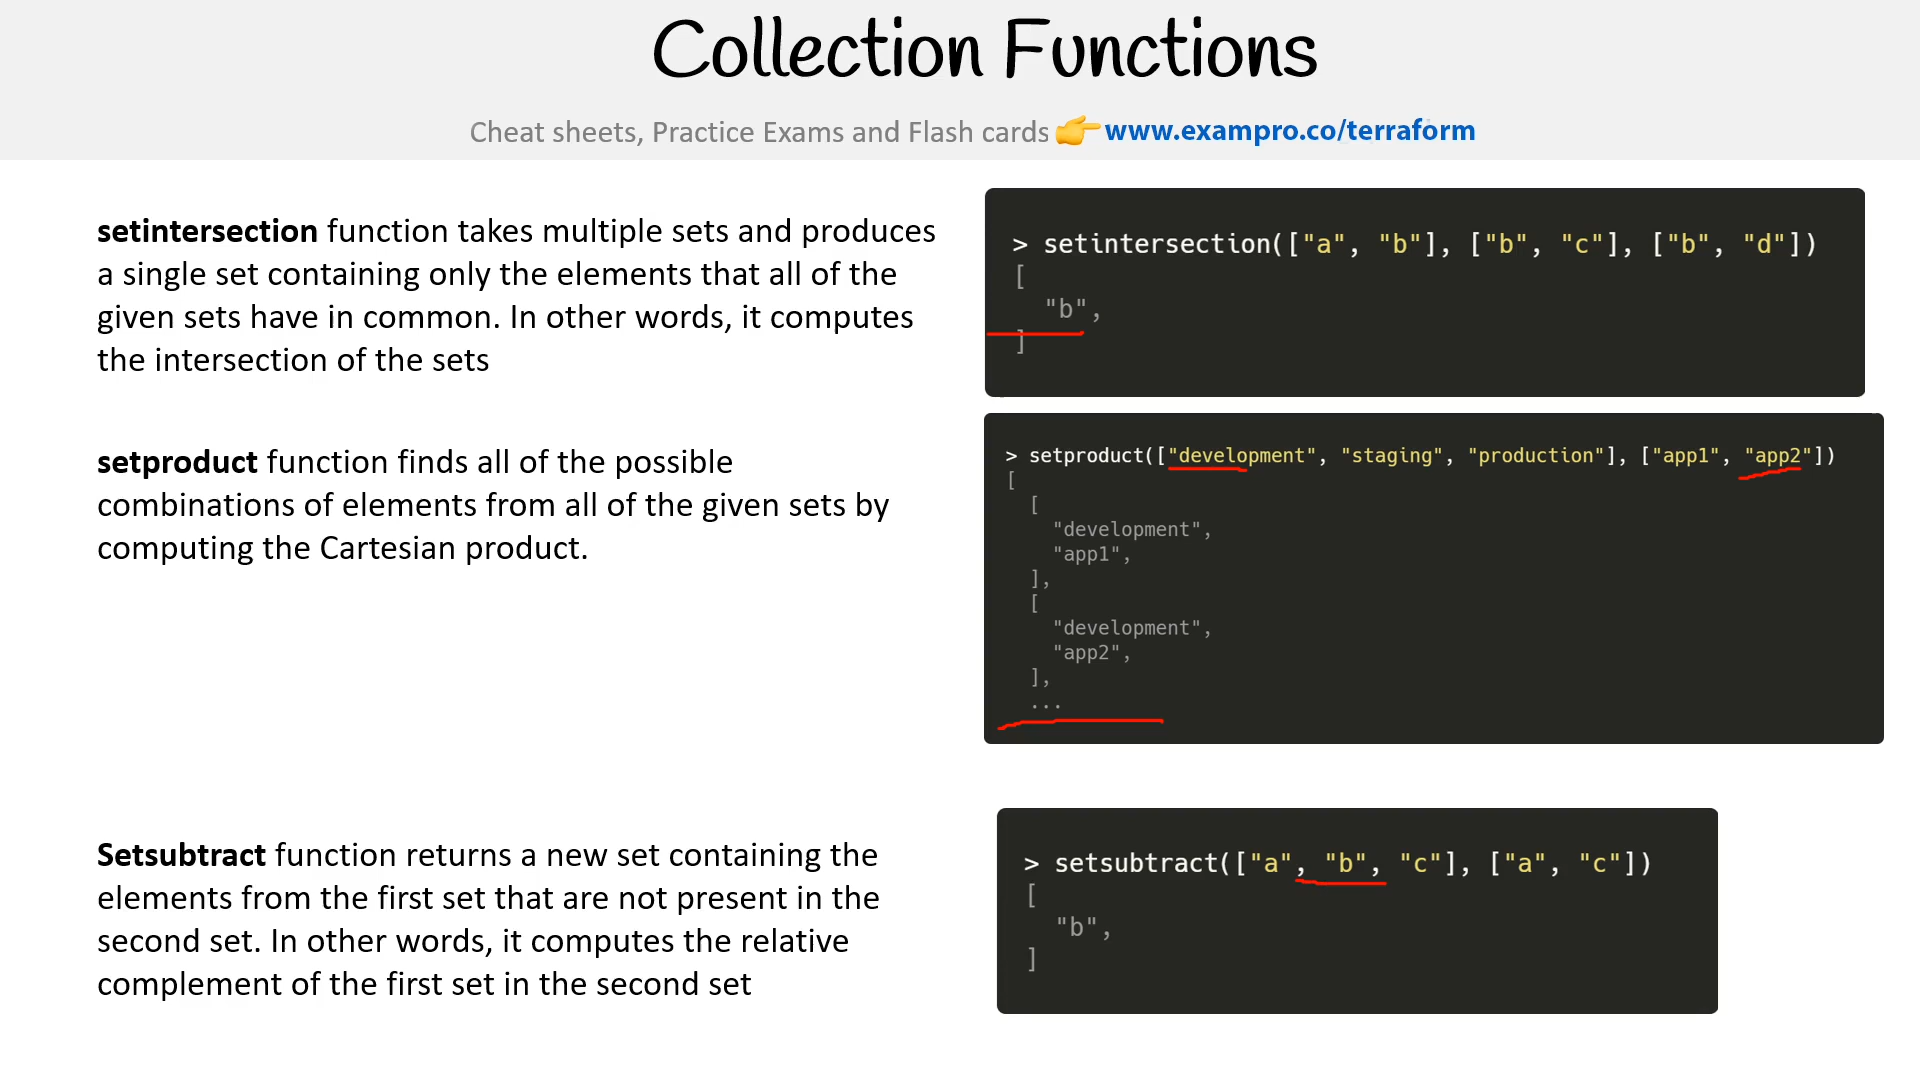 Collection Functions
Cheat sheets, Practice Exams and Flash cards 👉www.exampro.co/terraform
setintersection function takes multiple sets and produces
a single set containing only the elements that all of the
given sets have in common. In other words, it computes
the intersection of the sets
> setintersection(["a", "b"], ["b", "c"], ["b", "d"])
[
  "b",
]
setproduct function finds all of the possible
combinations of elements from all of the given sets by
computing the Cartesian product.
> setproduct(["development", "staging", "production"], ["app1", "app2"])
[
  [
    "development",
    "app1",
  ],
  [
    "development",
    "app2",
  ],
  ...
Setsubtract function returns a new set containing the
elements from the first set that are not present in the
second set. In other words, it computes the relative
complement of the first set in the second set
> setsubtract(["a", "b", "c"], ["a", "c"])
[
  "b",
]